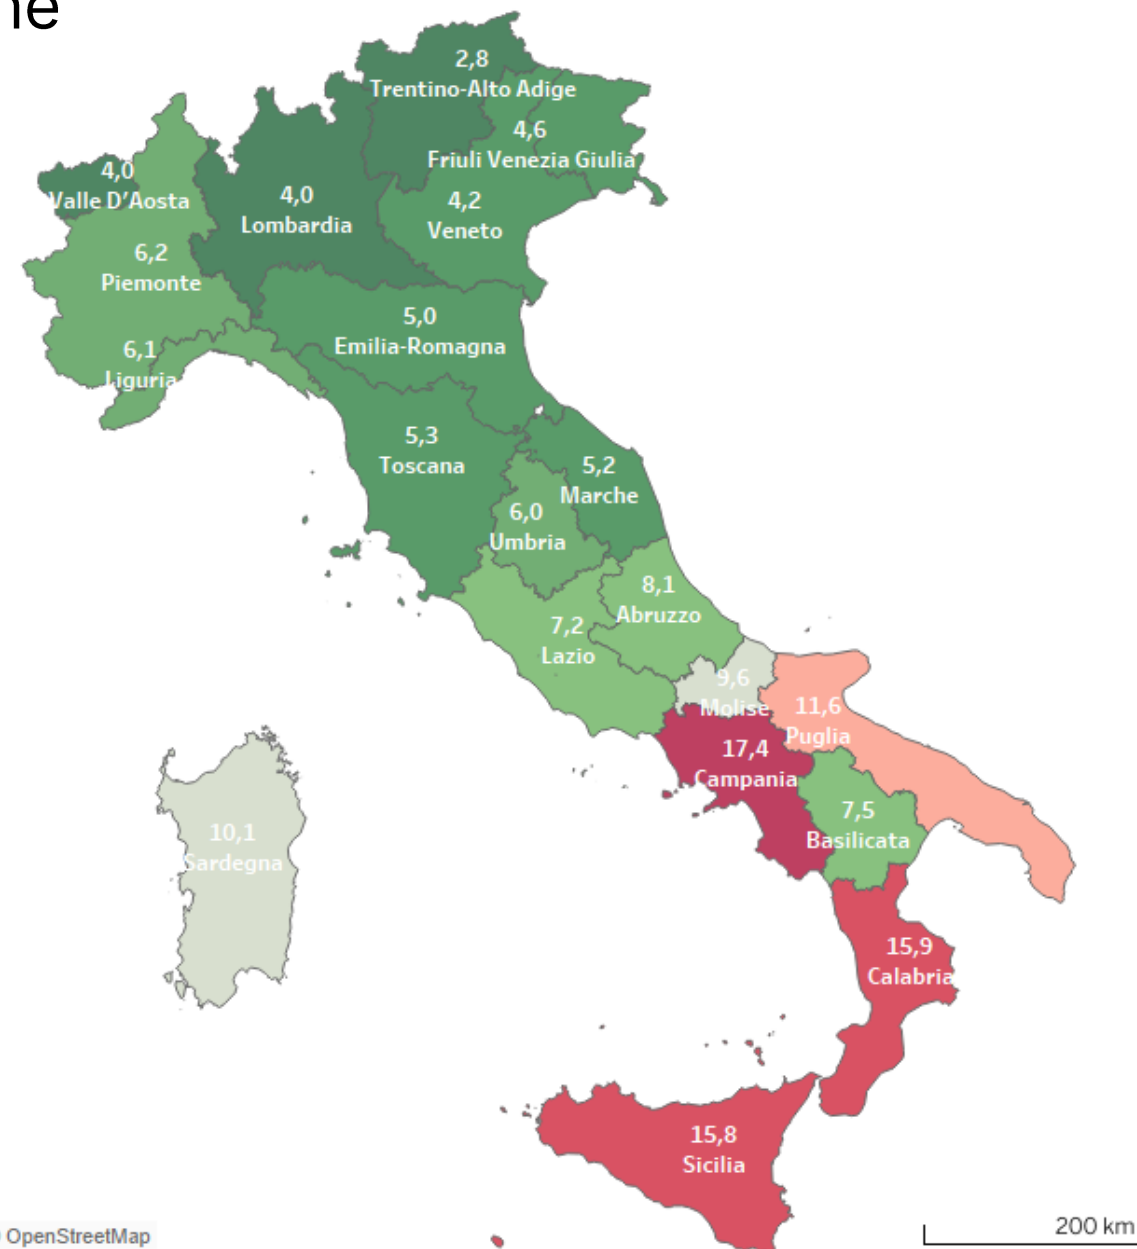 ne
2,8
Trentino-Alto Adige
4,6
Friuli Venezia Giulia
4,0
Valle D'Aosta
4,0
Lombardia
4,2
Veneto
6,2
Piemonte
5,0
Emilia-Romagna
6,1
Liguria
5,3
Toscana
5,2
Marche
6,0
Umbria
8,1
Abruzzo
7,2
Lazio
9,6
Molise
11,6
Puglia
17,4
Campania
7,5
Basilicata
10,1
Sardegna
15,9
Calabria
15,8
Sicilia
OpenStreetMap
200 km